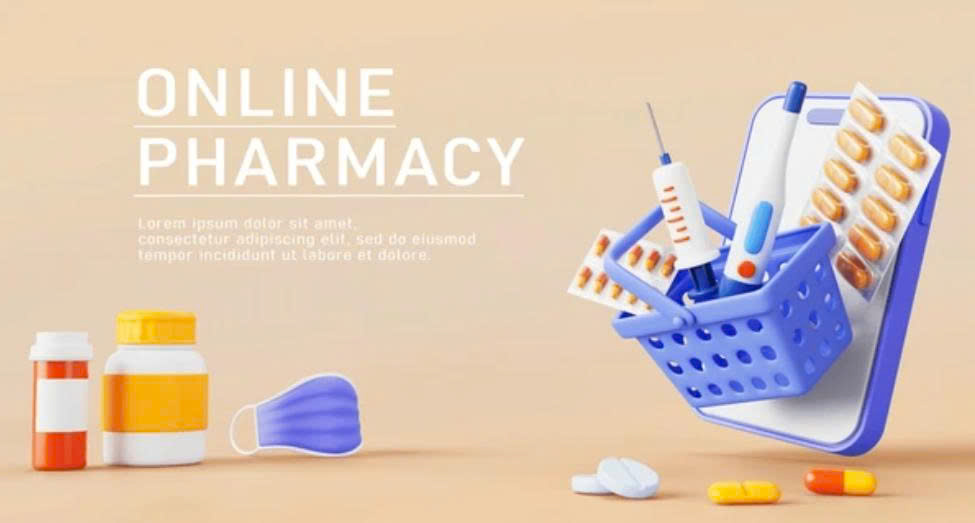 ONLINE
PHARMACY
Lorem ipsum dolor sit amet,
consectetur adipiscing elit, sed do eiusmod
tempor incididunt ut labore et dolore.